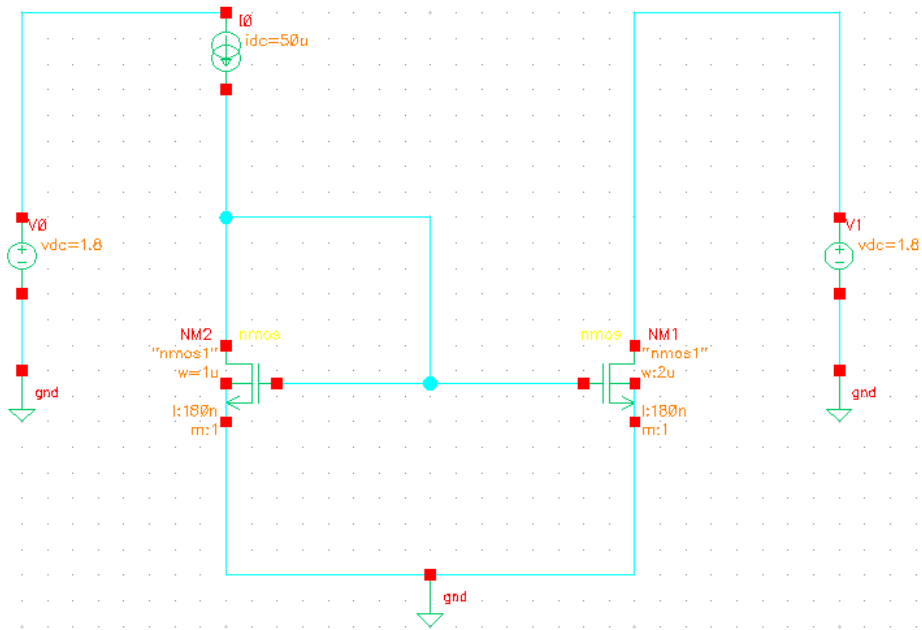 I0
idc=50u
V0
vdc=1.8
V1
vdc=1.8
NM2
nmos
"nmos1"
w=1u
l:180n
m:1
nmos
NM1
"nmos1"
w:2u
l:180n
m:1
gnd
gnd
gnd